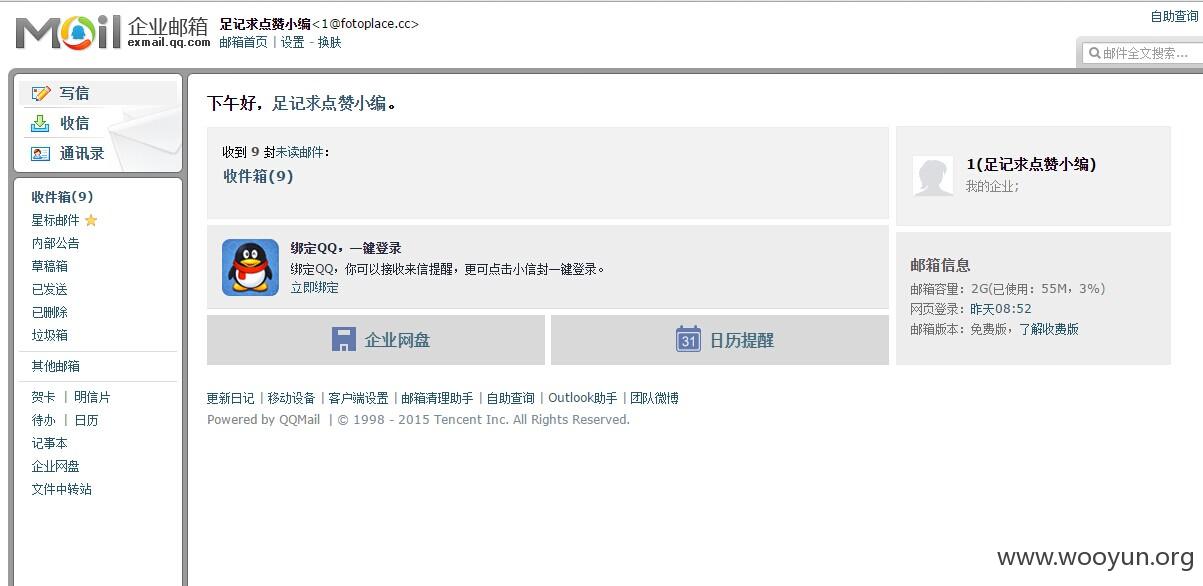 Mail 企业邮箱 足记求点赞小编<1@fotoplace.cc>
exmail.qq.com 邮箱首页 | 设置 - 换肤
自助查询
邮件全文搜索...
写信
收信
通讯录
收件箱(9)
星标邮件
内部公告
草稿箱
已发送
已删除
垃圾箱
其他邮箱
贺卡 | 明信片
待办 | 日历
记事本
企业网盘
文件中转站
下午好，足记求点赞小编。
收到 9 封未读邮件：
收件箱(9)
绑定QQ，一键登录
绑定QQ，你可以接收来信提醒，更可点击小信封一键登录。
立即绑定
企业网盘
31 日历提醒
1(足记求点赞小编)
我的企业；
邮箱信息
邮箱容量：2G(已使用：55M，3%)
网页登录：昨天08:52
邮箱版本：免费版，了解收费版
更新日记 | 移动设备 | 客户端设置 | 邮箱清理助手 | 自助查询 | Outlook助手 | 团队微博
Powered by QQMail | © 1998 - 2015 Tencent Inc. All Rights Reserved.
www.wooyun.org